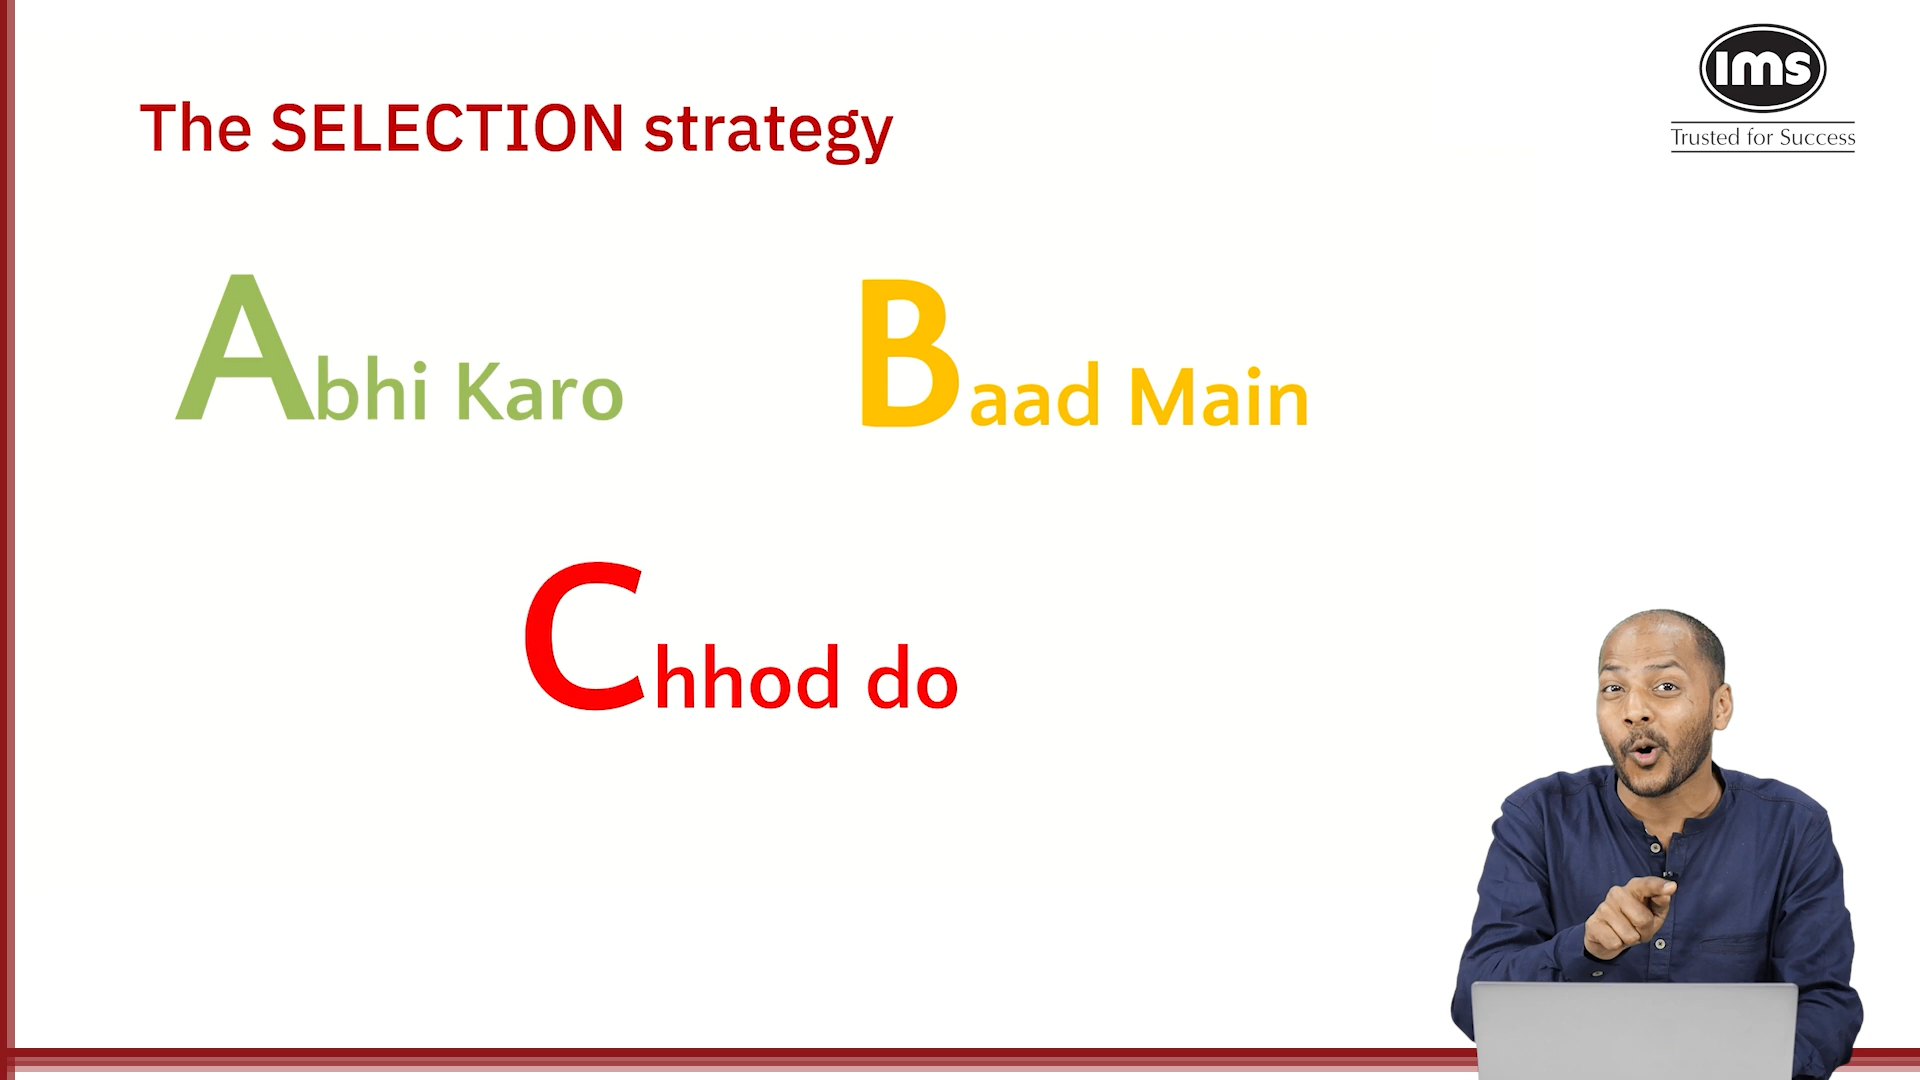 The SELECTION strategy
ims
Trusted for Success
Abhi Karo
Baad Main
Chhod do